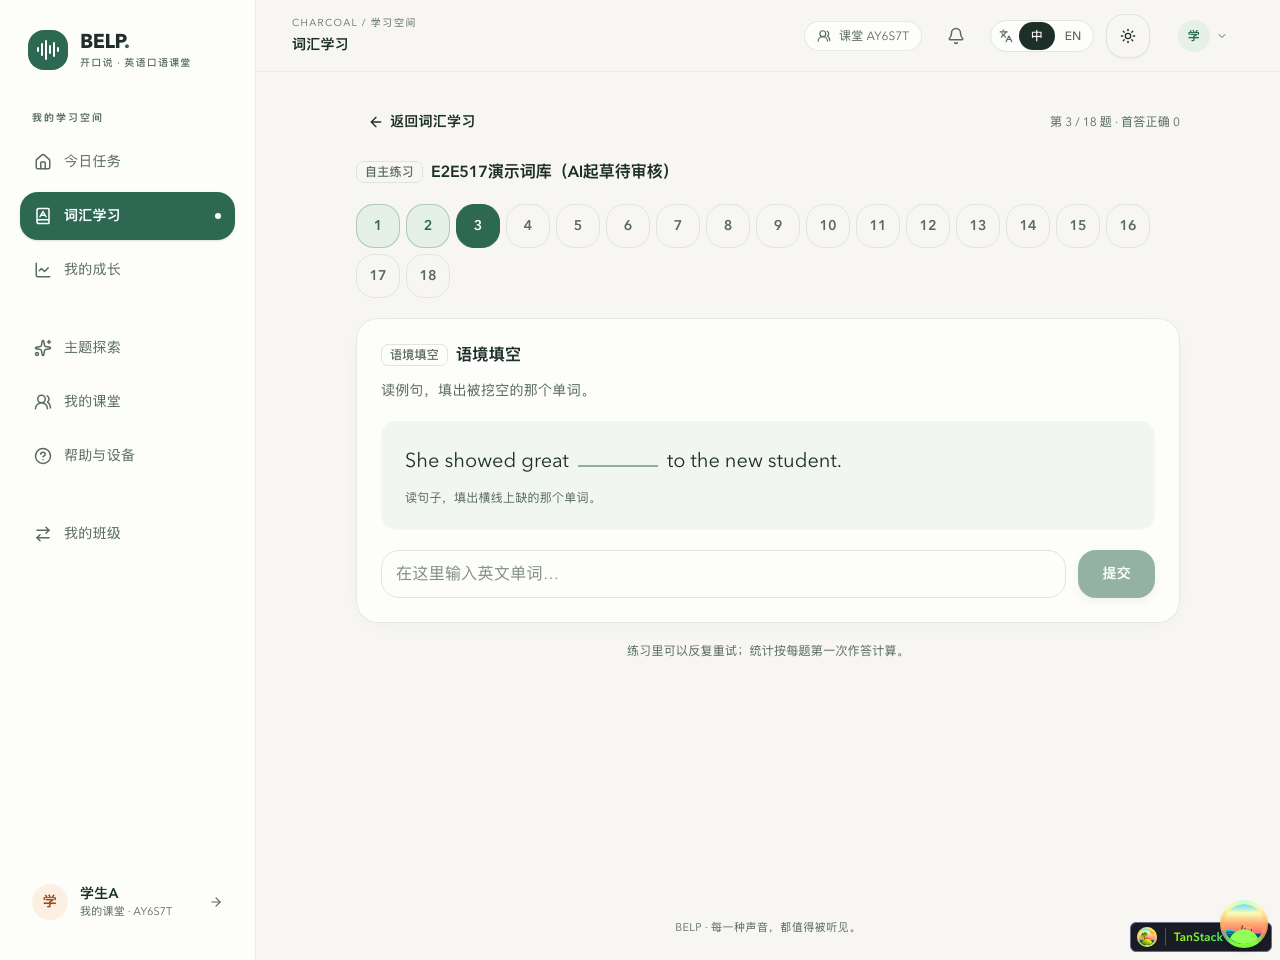 BELP.
开口说 · 英语口语课堂
我的学习空间
今日任务
词汇学习
我的成长
主题探索
我的课堂
帮助与设备
我的班级
学
学生A
我的课堂 · AY6S7T
CHARCOAL / 学习空间
词汇学习
课堂 AY6S7T
中
EN
学
返回词汇学习
第 3 / 18 题 · 首答正确 0
自主练习 E2E517演示词库（AI起草待审核）
1 2 3 4 5 6 7 8 9 10 11 12 13 14 15 16
17 18
语境填空 语境填空
读例句，填出被挖空的那个单词。
She showed great ________ to the new student.
读句子，填出横线上缺的那个单词。
在这里输入英文单词…
提交
练习里可以反复重试；统计按每题第一次作答计算。
BELP · 每一种声音，都值得被听见。
TanStack